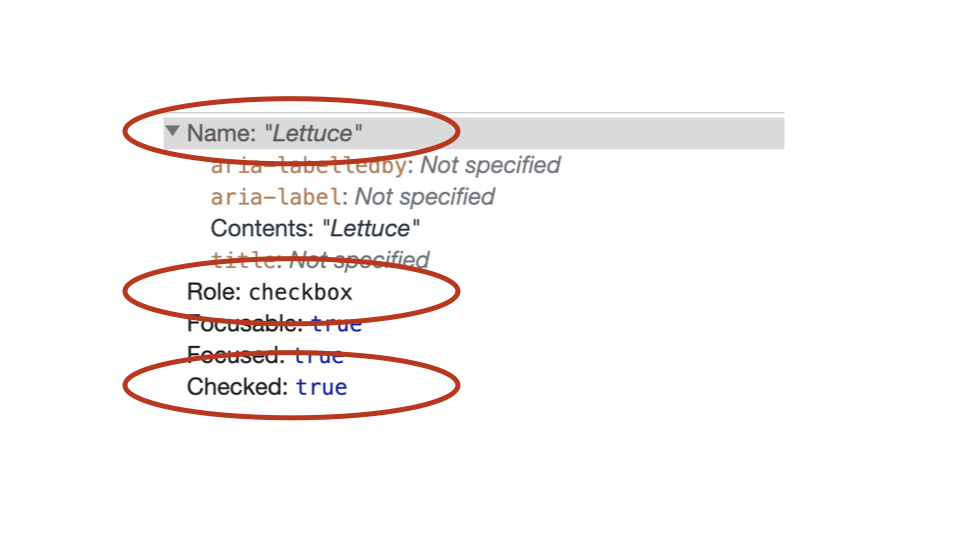 Name: "Lettuce"
aria-labelledby: Not specified
aria-label: Not specified
Contents: "Lettuce"
title: Not specified
Role: checkbox
Focusable: true
Focused: true
Checked: true